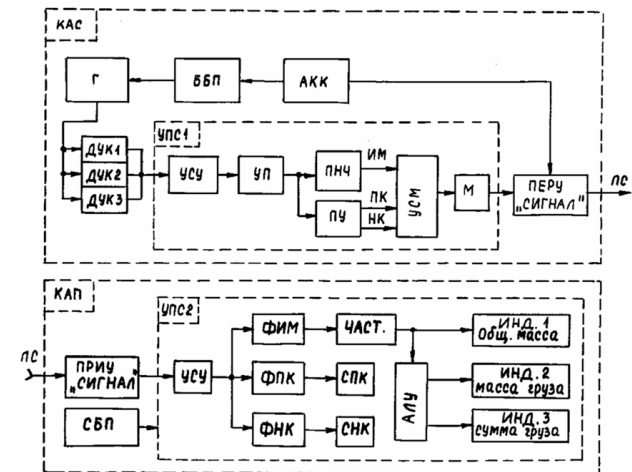 КАС
Г
ББП
АКК
УПС1
ДУК1
ДУК2
ДУК3
УСУ
УП
ПНЧ
ИМ
ПУ
ПК
НК
УСМ
М
ПЕРУ
„СИГНАЛ"
ПС
КАП
УПС2
ПС
ПРИУ
„СИГНАЛ"
СБП
УСУ
ФИМ
ЧАСТ.
ФПК
СПК
ФНК
СНК
АЛУ
ИНД. 1
Общ. масса
ИНД. 2
масса груза
ИНД. 3
сумма груза